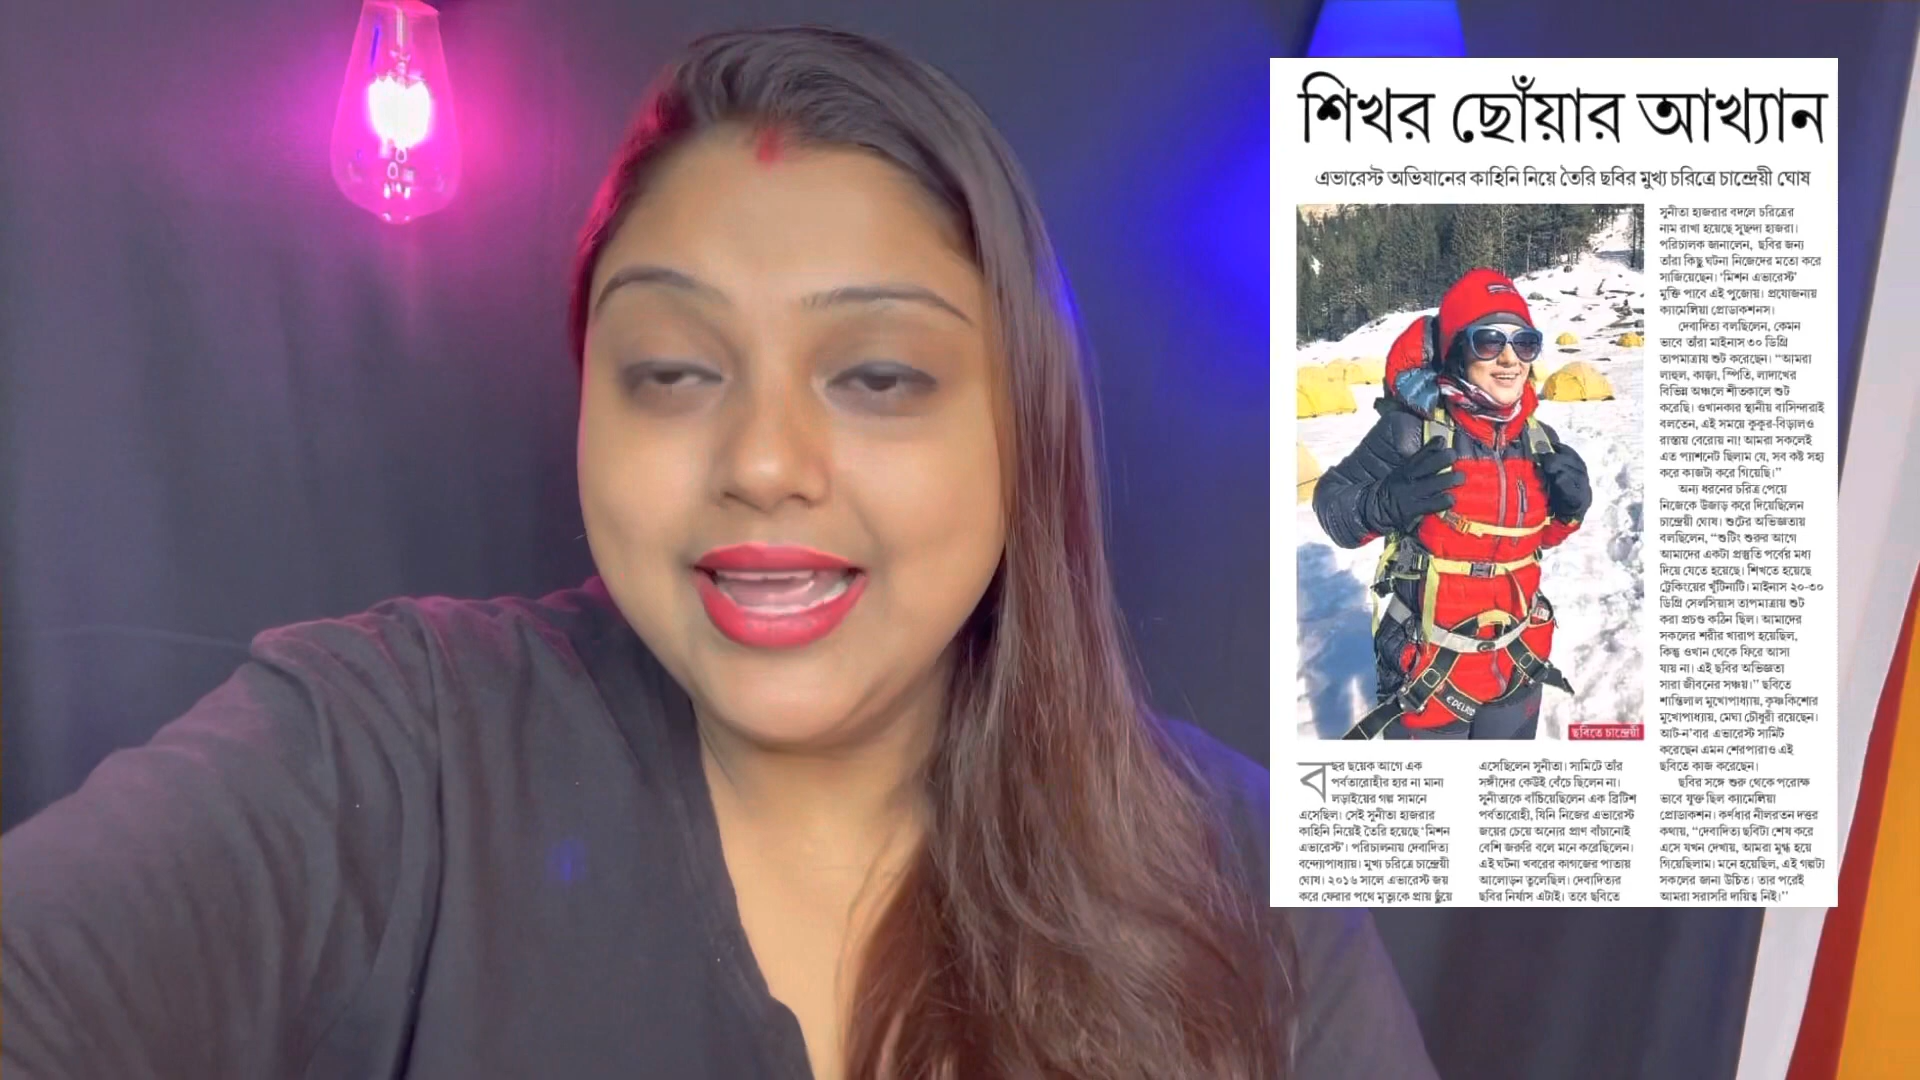 শিখর ছোঁয়ার আখ্যান
এভারেস্ট অভিযানের কাহিনি নিয়ে তৈরি ছবির মুখ্য চরিত্রে চান্দ্রেয়ী ঘোষ
EDELRID
ছবিতে চান্দ্রেয়ী
বছর ছয়েক আগে এক
পর্বতারোহীর হার না মানা
লড়াইয়ের গল্প সামনে
এসেছিল। সেই সুনীতা হাজরার
কাহিনি নিয়েই তৈরি হয়েছে ‘মিশন
এভারেস্ট’। পরিচালনায় দেবাদিত্য
বন্দ্যোপাধ্যায়। মুখ্য চরিত্রে চান্দ্রেয়ী
ঘোষ। ২০১৬ সালে এভারেস্ট জয়
করে ফেরার পথে মৃত্যুকে প্রায় ছুঁয়ে
এসেছিলেন সুনীতা। সামিটে তাঁর
সঙ্গীদের কেউই বেঁচে ছিলেন না।
সুনীতাকে বাঁচিয়েছিলেন এক ব্রিটিশ
পর্বতারোহী, যিনি নিজের এভারেস্ট
জয়ের চেয়ে অন্যের প্রাণ বাঁচানোই
বেশি জরুরি বলে মনে করেছিলেন।
এই ঘটনা খবরের কাগজের পাতায়
আলোড়ন তুলেছিল। দেবাদিত্যর
ছবির নির্যাস এটাই। তবে ছবিতে
সুনীতা হাজরার বদলে চরিত্রের
নাম রাখা হয়েছে সুছন্দা হাজরা।
পরিচালক জানালেন, ছবির জন্য
তাঁরা কিছু ঘটনা নিজেদের মতো করে
সাজিয়েছেন। ‘মিশন এভারেস্ট’
মুক্তি পাবে এই পুজোয়। প্রযোজনায়
ক্যামেলিয়া প্রোডাকশনস।
দেবাদিত্য বলছিলেন, কেমন
ভাবে তাঁরা মাইনাস ৩০ ডিগ্রি
তাপমাত্রায় শুট করেছেন। ‘‘আমরা
লাহুল, কাজ়া, স্পিতি, লাদাখের
বিভিন্ন অঞ্চলে শীতকালে শুট
করেছি। ওখানকার স্থানীয় বাসিন্দারাই
বলতেন, এই সময়ে কুকুর-বিড়ালও
রাস্তায় বেরোয় না! আমরা সকলেই
এত প্যাশনেট ছিলাম যে, সব কষ্ট সহ্য
করে কাজটা করে গিয়েছি।’’
অন্য ধরনের চরিত্র পেয়ে
নিজেকে উজাড় করে দিয়েছিলেন
চান্দ্রেয়ী ঘোষ। শুটের অভিজ্ঞতায়
বলছিলেন, ‘‘শুটিং শুরুর আগে
আমাদের একটা প্রস্তুতি পর্বের মধ্য
দিয়ে যেতে হয়েছে। শিখতে হয়েছে
ট্রেকিংয়ের খুঁটিনাটি। মাইনাস ২০-৩০
ডিগ্রি সেলসিয়াস তাপমাত্রায় শুট
করা প্রচণ্ড কঠিন ছিল। আমাদের
সকলের শরীর খারাপ হয়েছিল,
কিন্তু ওখান থেকে ফিরে আসা
যায় না। এই ছবির অভিজ্ঞতা
সারা জীবনের সঞ্চয়।’’ ছবিতে
শান্তিলাল মুখোপাধ্যায়, কৃষ্ণকিশোর
মুখোপাধ্যায়, মেঘা চৌধুরী রয়েছেন।
আট-ন’বার এভারেস্ট সামিট
করেছেন এমন শেরপারাও এই
ছবিতে কাজ করেছেন।
ছবির সঙ্গে শুরু থেকে পরোক্ষ
ভাবে যুক্ত ছিল ক্যামেলিয়া
প্রোডাকশন। কর্ণধার নীলরতন দত্তর
কথায়, ‘‘দেবাদিত্য ছবিটা শেষ করে
এসে যখন দেখায়, আমরা মুগ্ধ হয়ে
গিয়েছিলাম। মনে হয়েছিল, এই গল্পটা
সকলের জানা উচিত। তার পরেই
আমরা সরাসরি দায়িত্ব নিই।’’